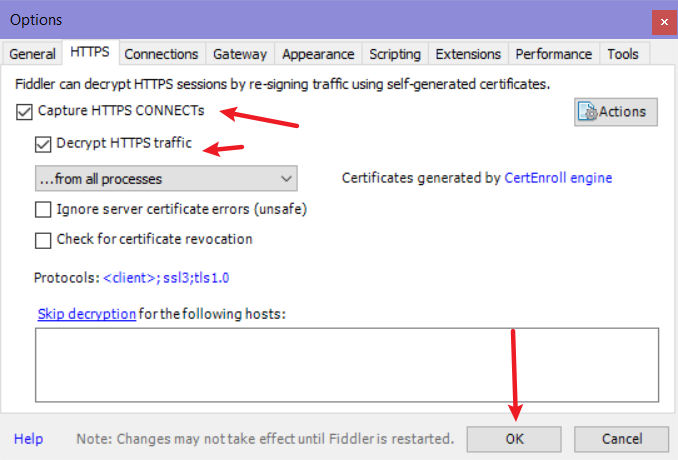 Options
General HTTPS Connections Gateway Appearance Scripting Extensions Performance Tools
Fiddler can decrypt HTTPS sessions by re-signing traffic using self-generated certificates.
Capture HTTPS CONNECTs
Actions
Decrypt HTTPS traffic
...from all processes
Certificates generated by CertEnroll engine
Ignore server certificate errors (unsafe)
Check for certificate revocation
Protocols: <client>; ssl3;tls1.0
Skip decryption for the following hosts:
Help
Note: Changes may not take effect until Fiddler is restarted.
OK
Cancel